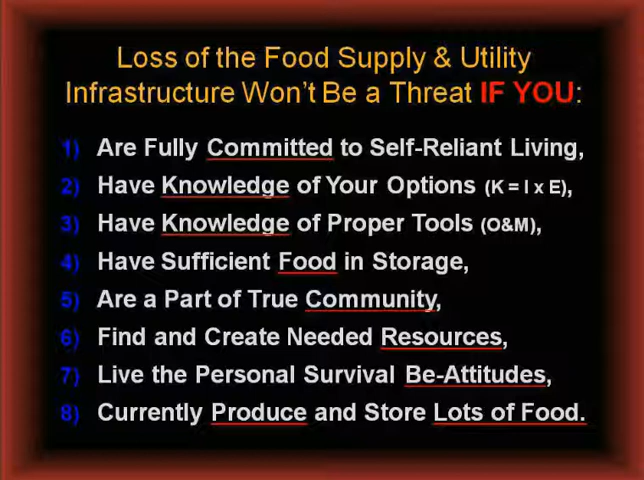 Loss of the Food Supply & Utility
Infrastructure Won't Be a Threat IF YOU:
1) Are Fully Committed to Self-Reliant Living,
2) Have Knowledge of Your Options (K = I x E),
3) Have Knowledge of Proper Tools (O&M),
4) Have Sufficient Food in Storage,
5) Are a Part of True Community,
6) Find and Create Needed Resources,
7) Live the Personal Survival Be-Attitudes,
8) Currently Produce and Store Lots of Food.